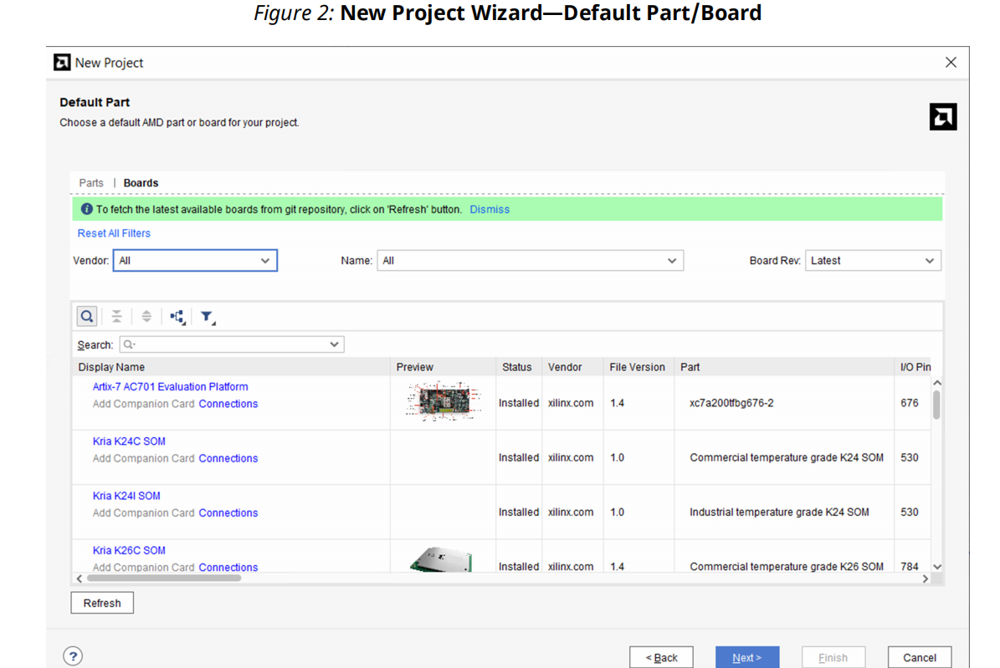 Figure 2: New Project Wizard—Default Part/Board
New Project
Default Part
Choose a default AMD part or board for your project.
Parts | Boards
To fetch the latest available boards from git repository, click on 'Refresh' button. Dismiss
Reset All Filters
Vendor: All Name: All Board Rev: Latest
Search:
Display Name Preview Status Vendor File Version Part I/O Pin
Artix-7 AC701 Evaluation Platform
Add Companion Card Connections Installed xilinx.com 1.4 xc7a200tfbg676-2 676
Kria K24C SOM
Add Companion Card Connections Installed xilinx.com 1.0 Commercial temperature grade K24 SOM 530
Kria K24I SOM
Add Companion Card Connections Installed xilinx.com 1.0 Industrial temperature grade K24 SOM 530
Kria K26C SOM
Add Companion Card Connections Installed xilinx.com 1.4 Commercial temperature grade K26 SOM 784
Refresh
? < Back Next > Finish Cancel